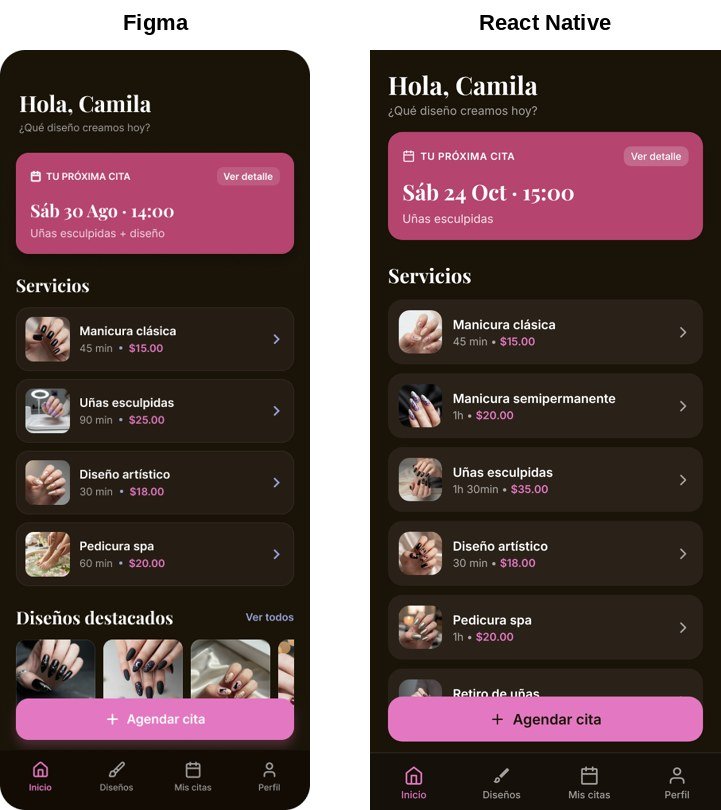 Figma
Hola, Camila
¿Qué diseño creamos hoy?
TU PRÓXIMA CITA
Ver detalle
Sáb 30 Ago · 14:00
Uñas esculpidas + diseño
Servicios
Manicura clásica
45 min • $15.00
Uñas esculpidas
90 min • $25.00
Diseño artístico
30 min • $18.00
Pedicura spa
60 min • $20.00
Diseños destacados
Ver todos
+ Agendar cita
Inicio
Diseños
Mis citas
Perfil
React Native
Hola, Camila
¿Qué diseño creamos hoy?
TU PRÓXIMA CITA
Ver detalle
Sáb 24 Oct · 15:00
Uñas esculpidas
Servicios
Manicura clásica
45 min • $15.00
Manicura semipermanente
1h • $20.00
Uñas esculpidas
1h 30min • $35.00
Diseño artístico
30 min • $18.00
Pedicura spa
1h • $20.00
Retiro de uñas
+ Agendar cita
Inicio
Diseños
Mis citas
Perfil